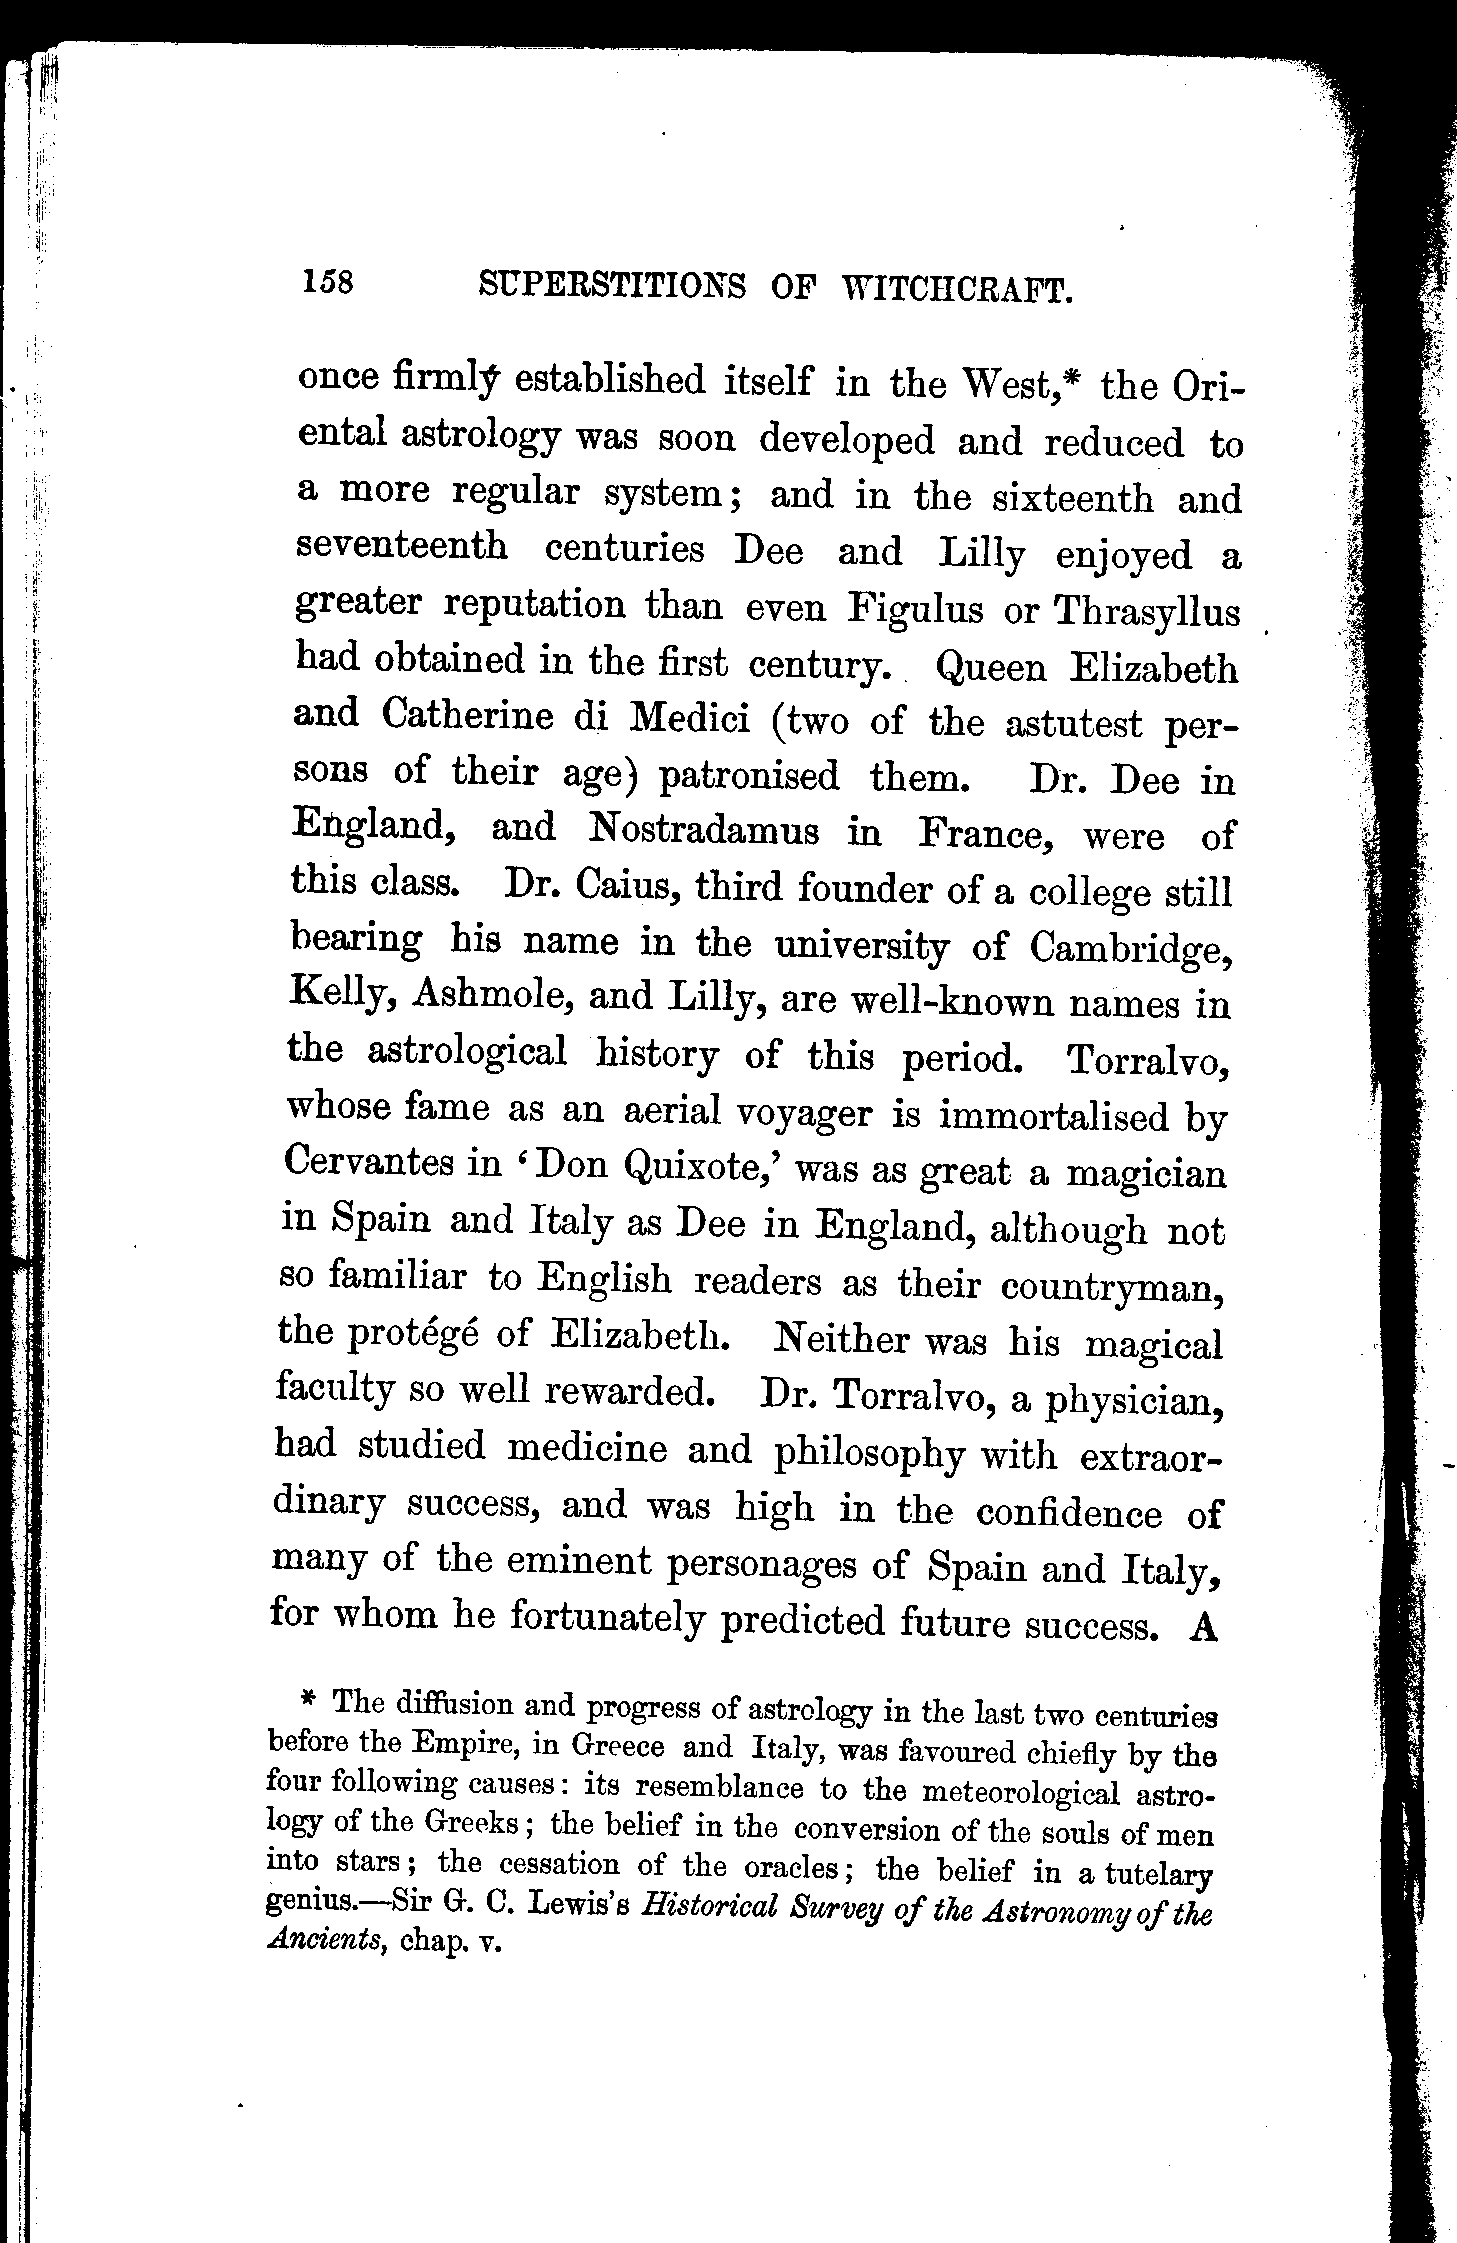 158 SUPERSTITIONS OF WITCHCRAFT.
once firmly established itself in the West,* the Ori-
ental astrology was soon developed and reduced to
a more regular system; and in the sixteenth and
seventeenth centuries Dee and Lilly enjoyed a
greater reputation than even Figulus or Thrasyllus
had obtained in the first century. Queen Elizabeth
and Catherine di Medici (two of the astutest per-
sons of their age) patronised them. Dr. Dee in
England, and Nostradamus in France, were of
this class. Dr. Caius, third founder of a college still
bearing his name in the university of Cambridge,
Kelly, Ashmole, and Lilly, are well-known names in
the astrological history of this period. Torralvo,
whose fame as an aerial voyager is immortalised by
Cervantes in ‘Don Quixote,’ was as great a magician
in Spain and Italy as Dee in England, although not
so familiar to English readers as their countryman,
the protégé of Elizabeth. Neither was his magical
faculty so well rewarded. Dr. Torralvo, a physician,
had studied medicine and philosophy with extraor-
dinary success, and was high in the confidence of
many of the eminent personages of Spain and Italy,
for whom he fortunately predicted future success. A
* The diffusion and progress of astrology in the last two centuries
before the Empire, in Greece and Italy, was favoured chiefly by the
four following causes: its resemblance to the meteorological astro-
logy of the Greeks; the belief in the conversion of the souls of men
into stars; the cessation of the oracles; the belief in a tutelary
genius.—Sir G. C. Lewis's Historical Survey of the Astronomy of the
Ancients, chap. v.